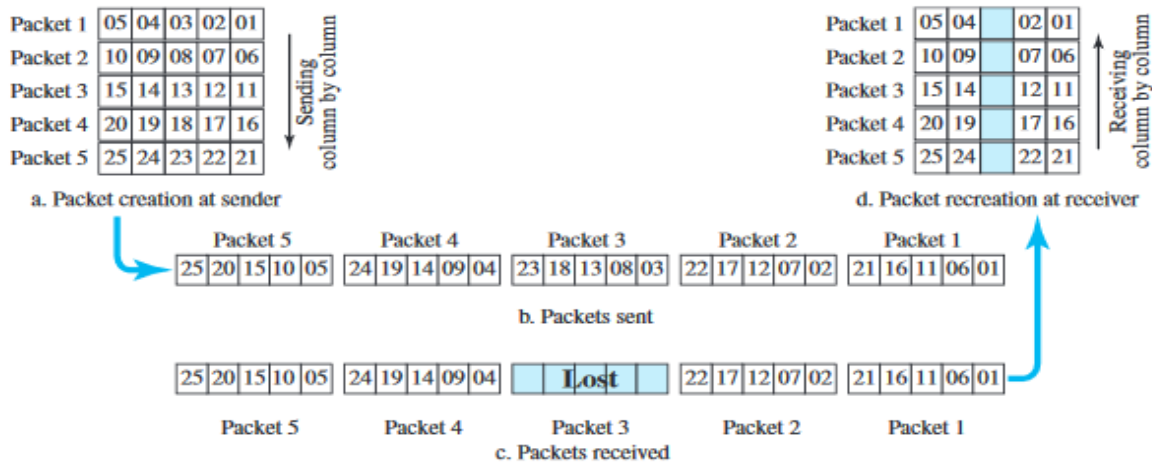 Packet 1 05 04 03 02 01
Packet 2 10 09 08 07 06
Packet 3 15 14 13 12 11
Packet 4 20 19 18 17 16
Packet 5 25 24 23 22 21
Sending
column by column
a. Packet creation at sender
Packet 1 05 04 02 01
Packet 2 10 09 07 06
Packet 3 15 14 12 11
Packet 4 20 19 17 16
Packet 5 25 24 22 21
Receiving
column by column
d. Packet recreation at receiver
Packet 5 Packet 4 Packet 3 Packet 2 Packet 1
25 20 15 10 05 24 19 14 09 04 23 18 13 08 03 22 17 12 07 02 21 16 11 06 01
b. Packets sent
25 20 15 10 05 24 19 14 09 04 Lost 22 17 12 07 02 21 16 11 06 01
Packet 5 Packet 4 Packet 3 Packet 2 Packet 1
c. Packets received